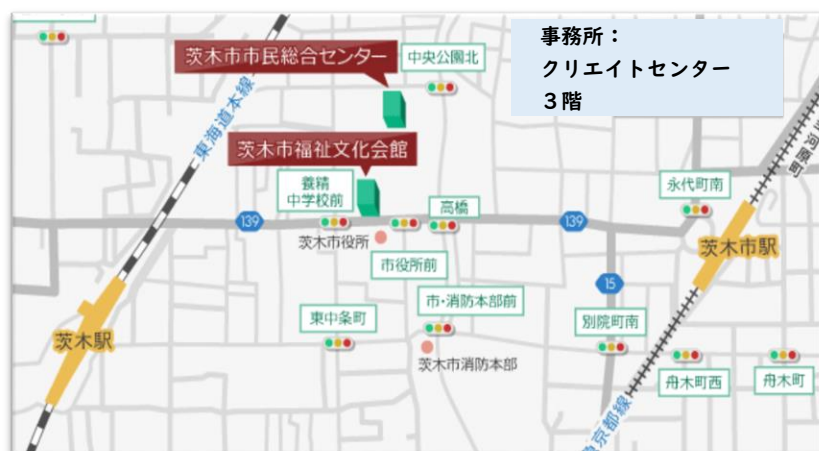 事務所：
クリエイトセンター
３階
茨木市市民総合センター
中央公園北
東海道本線
茨木市福祉文化会館
養精
中学校前
永代町南
高橋
139
139
茨木市役所
市役所前
茨木市駅
15
市・消防本部前
東中条町
別院町南
茨木駅
茨木市消防本部
舟木町西
舟木町
京都線
河原町